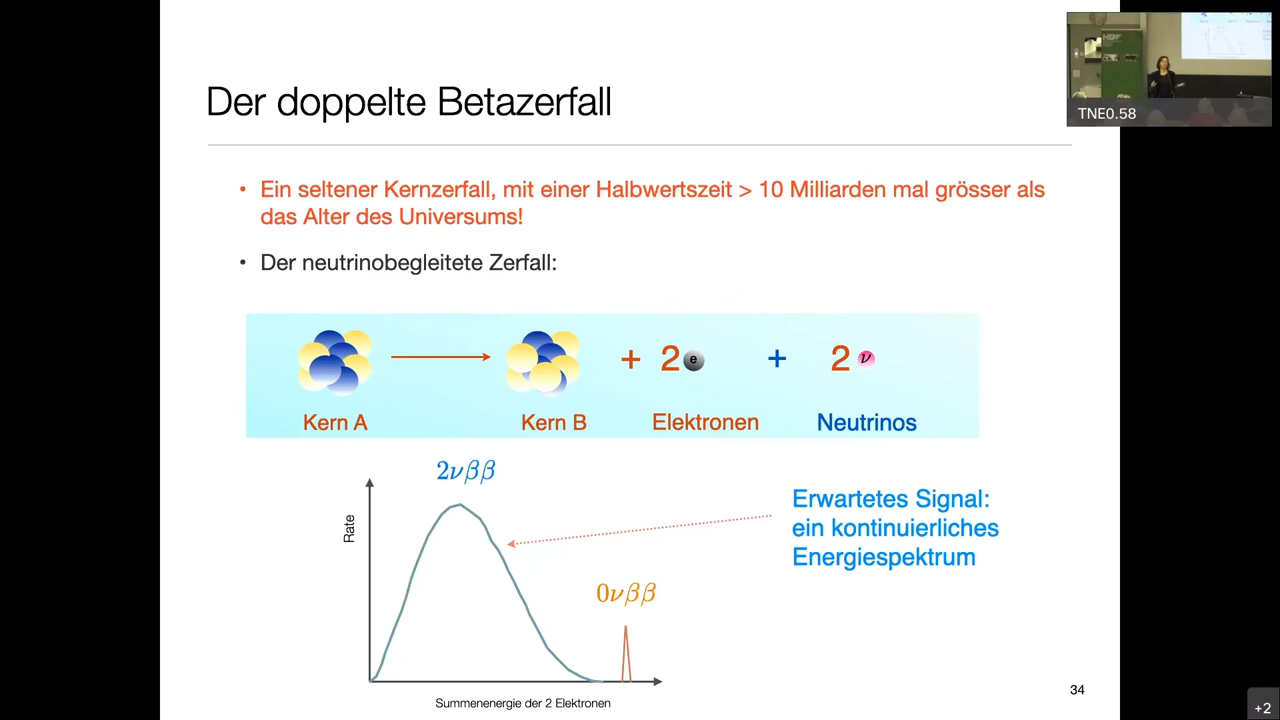 Der doppelte Betazerfall
TNE0.58
• Ein seltener Kernzerfall, mit einer Halbwertszeit > 10 Milliarden mal grösser als
das Alter des Universums!
• Der neutrinobegleitete Zerfall:
+ 2 e + 2 ν
Kern A Kern B Elektronen Neutrinos
2νββ
Erwartetes Signal:
ein kontinuierliches
Energiespektrum
Rate
0νββ
Summenenergie der 2 Elektronen
34
+2